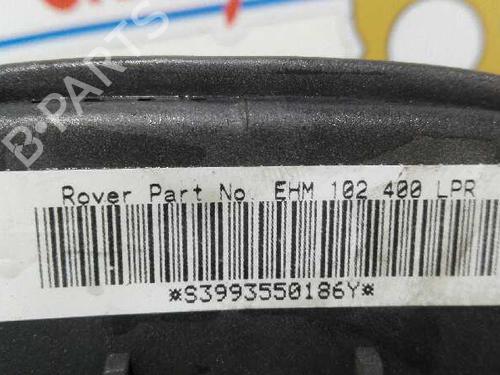 Rover Part No. EHM 102 400 LPR
*S3993550186Y*
B-PARTS